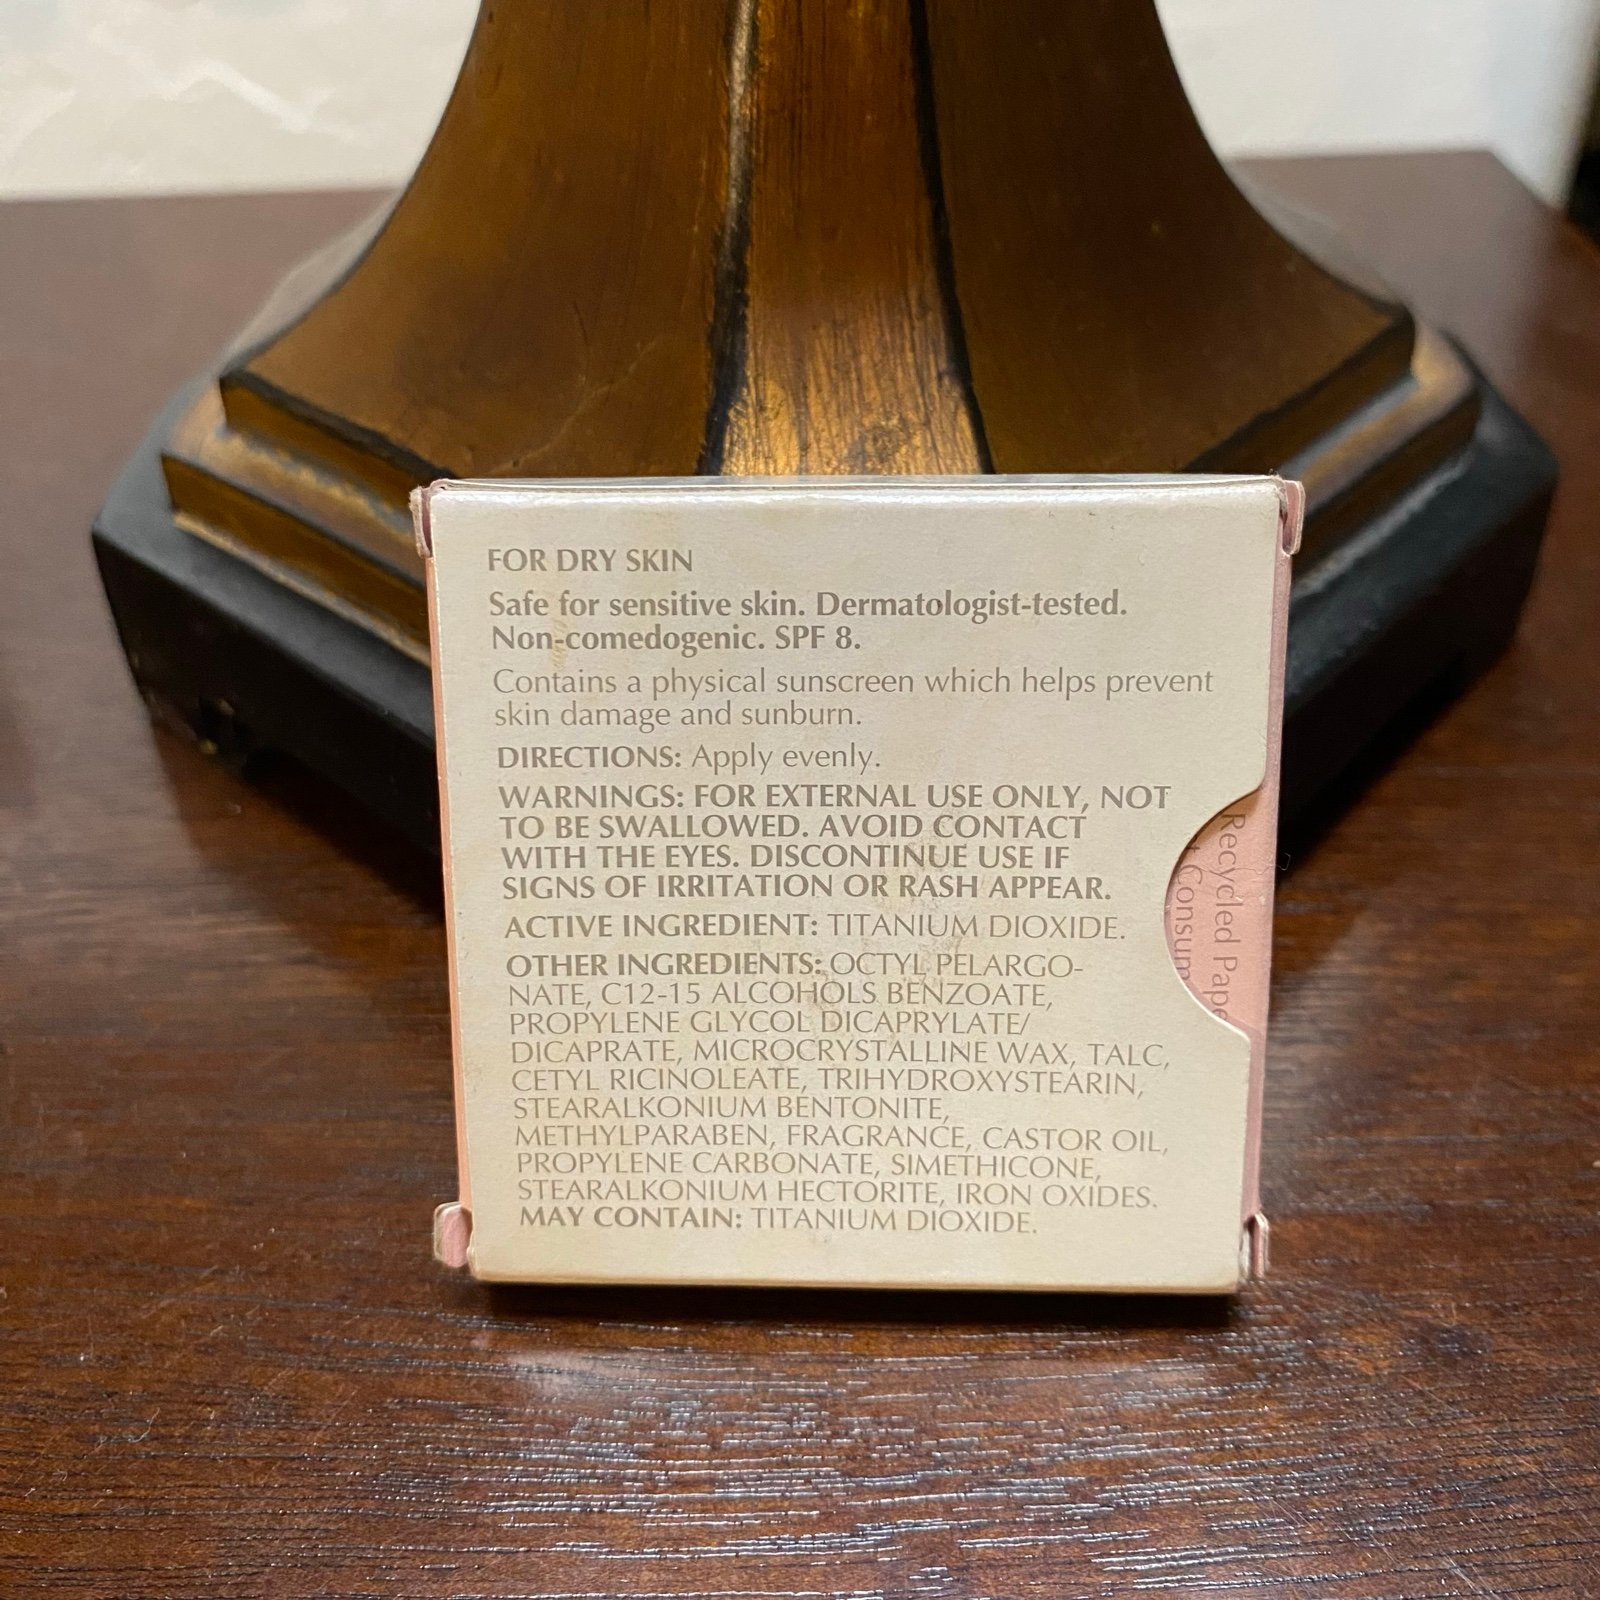 FOR DRY SKIN
Safe for sensitive skin. Dermatologist-tested.
Non-comedogenic. SPF 8.
Contains a physical sunscreen which helps prevent
skin damage and sunburn.
DIRECTIONS: Apply evenly.
WARNINGS: FOR EXTERNAL USE ONLY, NOT
TO BE SWALLOWED. AVOID CONTACT
WITH THE EYES. DISCONTINUE USE IF
SIGNS OF IRRITATION OR RASH APPEAR.
ACTIVE INGREDIENT: TITANIUM DIOXIDE.
OTHER INGREDIENTS: OCTYL PELARGO-
NATE, C12-15 ALCOHOLS BENZOATE,
PROPYLENE GLYCOL DICAPRYLATE/
DICAPRATE, MICROCRYSTALLINE WAX, TALC,
CETYL RICINOLEATE, TRIHYDROXYSTEARIN,
STEARALKONIUM BENTONITE,
METHYLPARABEN, FRAGRANCE, CASTOR OIL,
PROPYLENE CARBONATE, SIMETHICONE,
STEARALKONIUM HECTORITE, IRON OXIDES.
MAY CONTAIN: TITANIUM DIOXIDE.
Recycled Pape
Consum